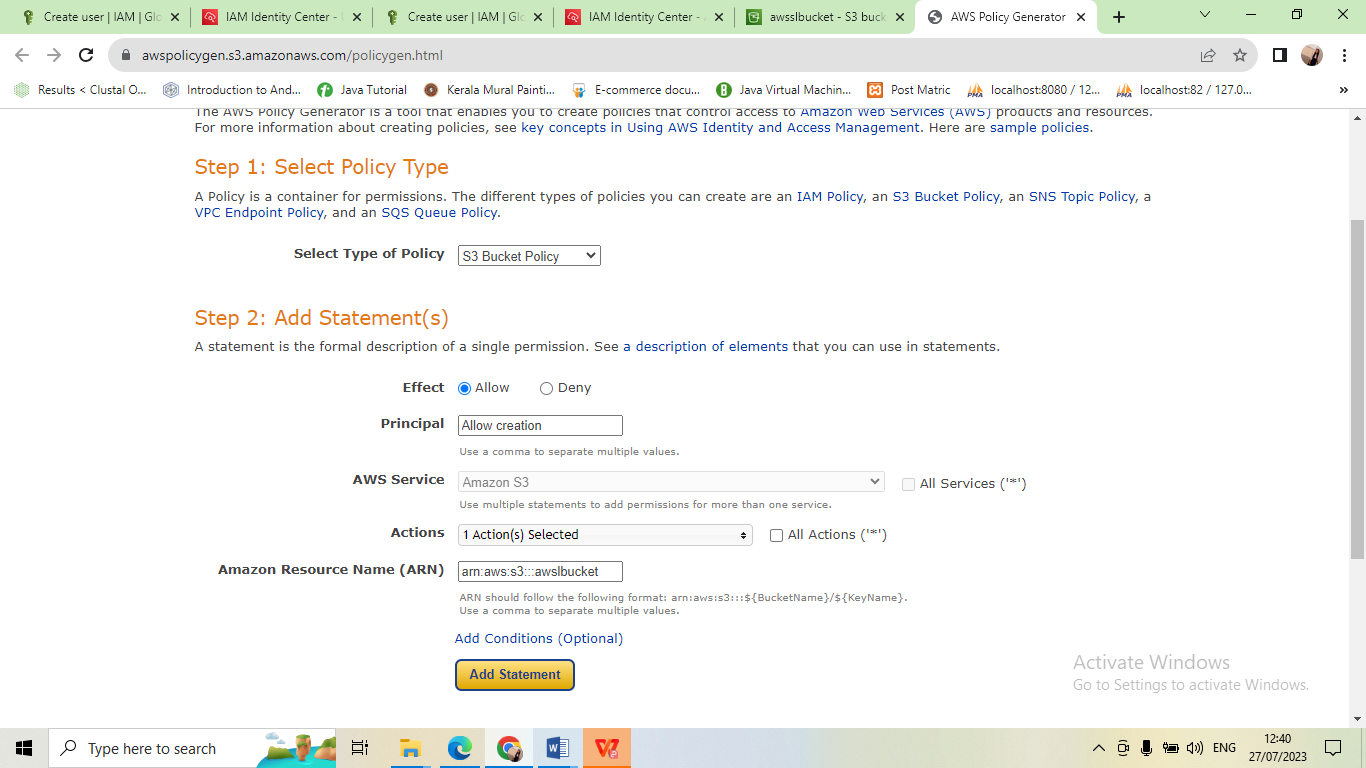 Create user | IAM | Glo
IAM Identity Center -
Create user | IAM | Glo
IAM Identity Center -
awsslbucket - S3 buck
AWS Policy Generator
awspolicygen.s3.amazonaws.com/policygen.html
Results < Clustal O...
Introduction to And...
Java Tutorial
Kerala Mural Painti...
E-commerce docu...
Java Virtual Machin...
Post Matric
localhost:8080 / 12...
localhost:82 / 127.0...
»
The AWS Policy Generator is a tool that enables you to create policies that control access to Amazon Web Services (AWS) products and resources.
For more information about creating policies, see key concepts in Using AWS Identity and Access Management. Here are sample policies.
Step 1: Select Policy Type
A Policy is a container for permissions. The different types of policies you can create are an IAM Policy, an S3 Bucket Policy, an SNS Topic Policy, a
VPC Endpoint Policy, and an SQS Queue Policy.
Select Type of Policy S3 Bucket Policy
Step 2: Add Statement(s)
A statement is the formal description of a single permission. See a description of elements that you can use in statements.
Effect Allow Deny
Principal Allow creation
Use a comma to separate multiple values.
AWS Service Amazon S3 All Services ('*')
Use multiple statements to add permissions for more than one service.
Actions 1 Action(s) Selected All Actions ('*')
Amazon Resource Name (ARN) arn:aws:s3:::awslbucket
ARN should follow the following format: arn:aws:s3:::${BucketName}/${KeyName}.
Use a comma to separate multiple values.
Add Conditions (Optional)
Add Statement
Activate Windows
Go to Settings to activate Windows.
Type here to search
ENG
12:40
27/07/2023